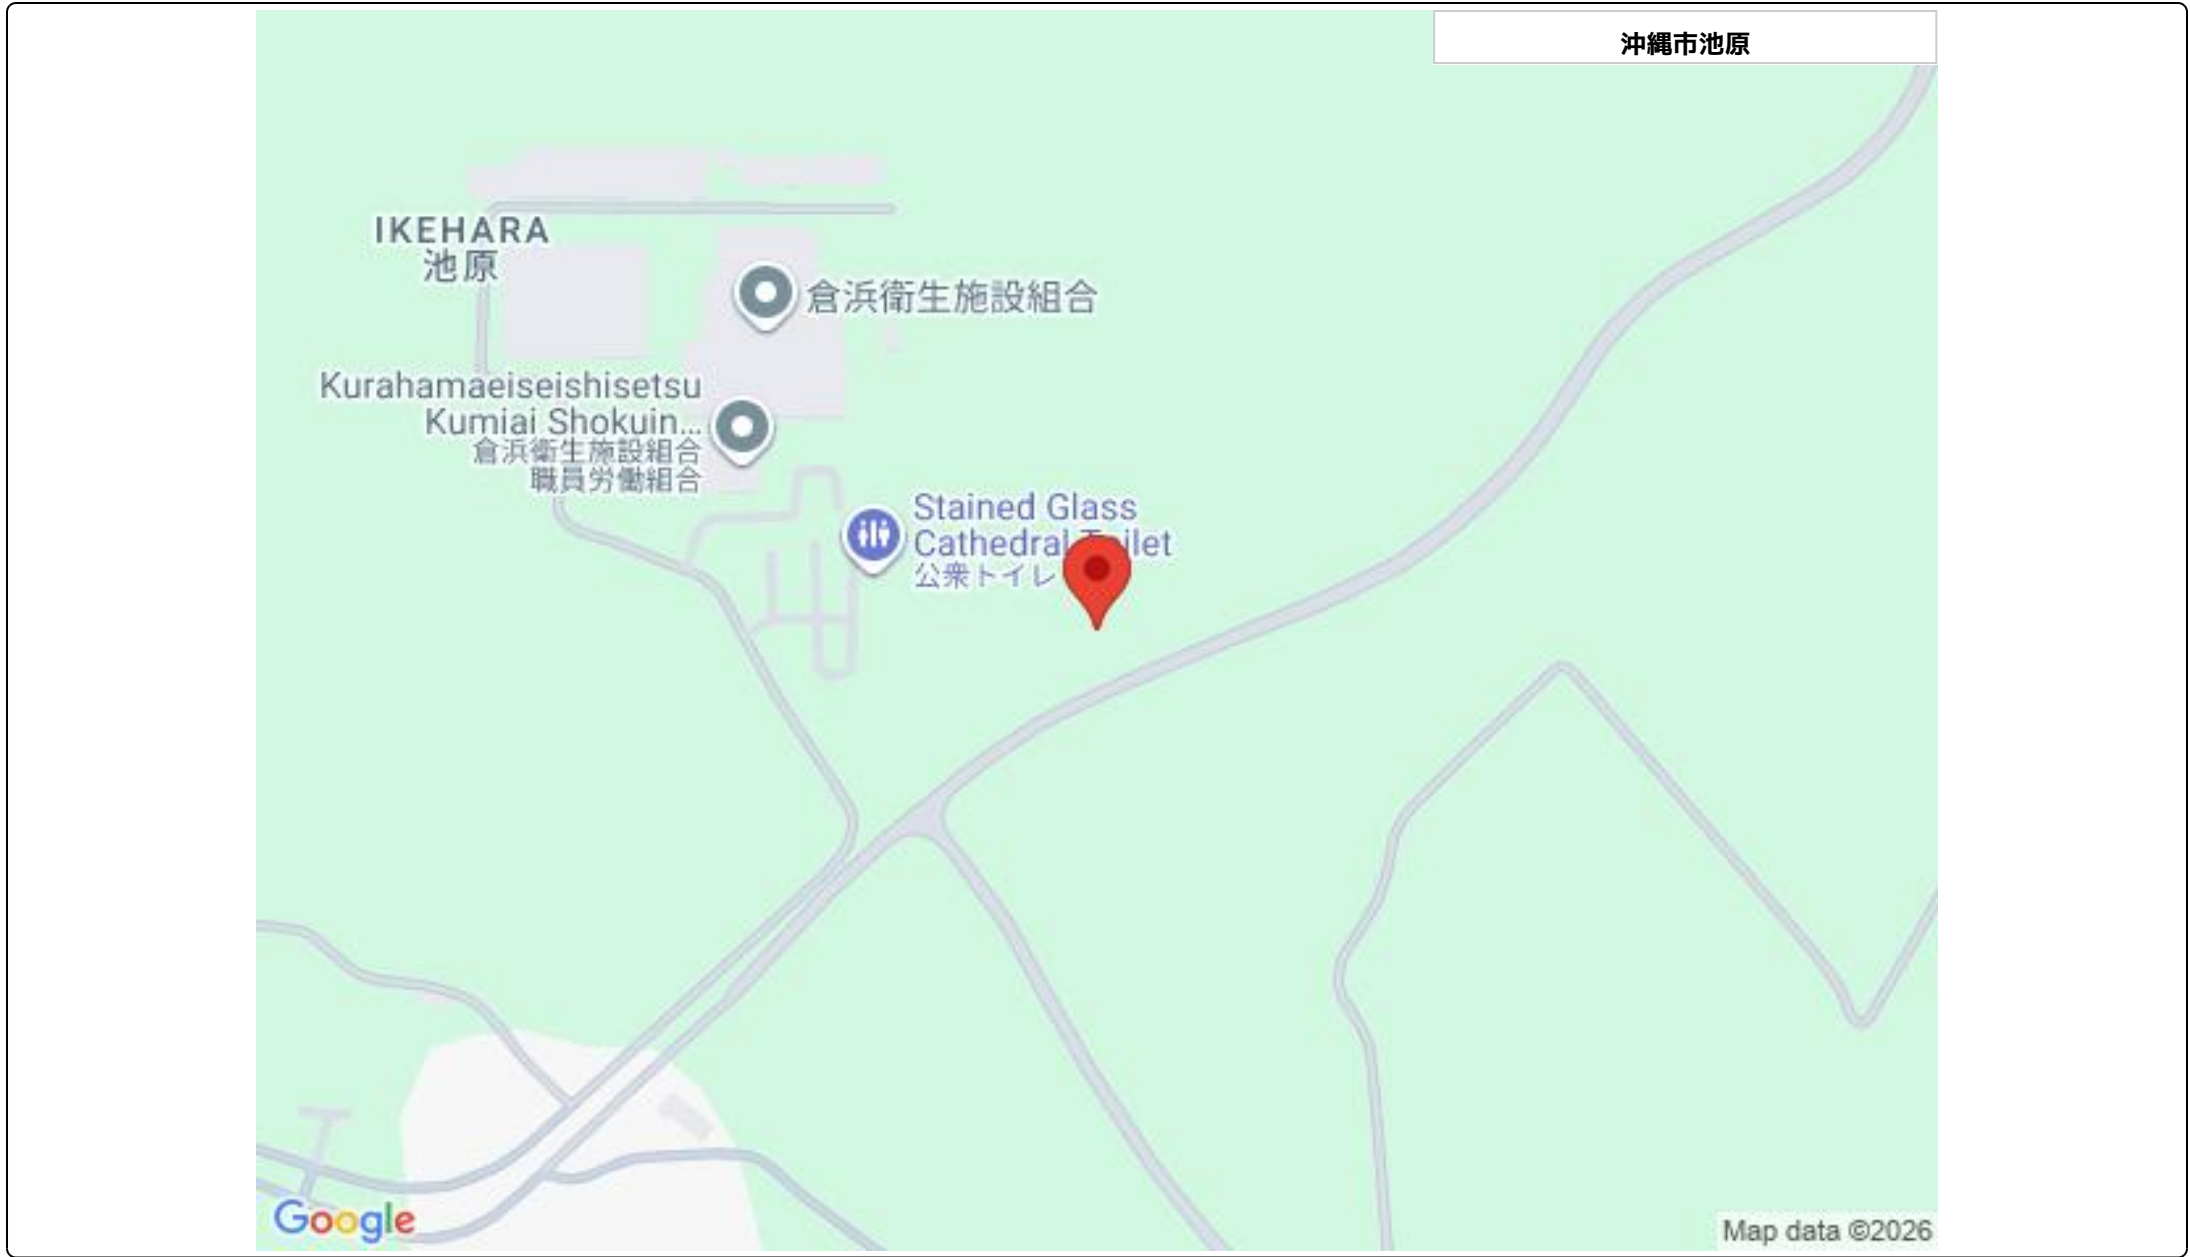 沖縄市池原
IKEHARA
池原
倉浜衛生施設組合
Kurahamaeiseishisetsu
Kumiai Shokuin...
倉浜衛生施設組合
職員労働組合
Stained Glass
Cathedral Toilet
公衆トイレ
Google
Map data ©2026